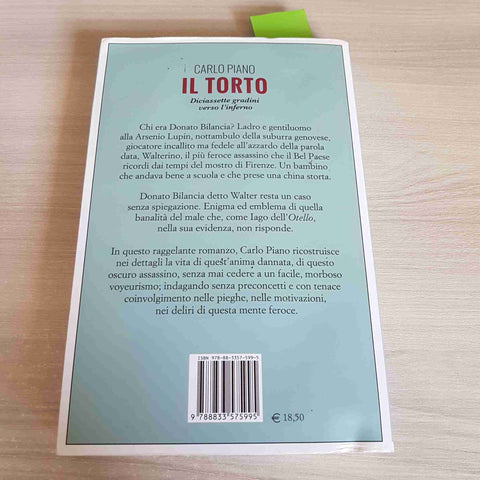 CARLO PIANO
IL TORTO
Diciassette gradini
verso l'inferno
Chi era Donato Bilancia? Ladro e gentiluomo
alla Arsenio Lupin, nottambulo della suburra genovese,
giocatore incallito ma fedele all'azzardo della parola
data, Walterino, il più feroce assassino che il Bel Paese
ricordi dai tempi del mostro di Firenze. Un bambino
che andava bene a scuola e che prese una china storta.
Donato Bilancia detto Walter resta un caso
senza spiegazione. Enigma ed emblema di quella
banalità del male che, come Iago dell'Otello,
nella sua evidenza, non risponde.
In questo raggelante romanzo, Carlo Piano ricostruisce
nei dettagli la vita di quest'anima dannata, di questo
oscuro assassino, senza mai cedere a un facile, morboso
voyeurismo; indagando senza preconcetti e con tenace
coinvolgimento nelle pieghe, nelle motivazioni,
nei deliri di questa mente feroce.
ISBN 978-88-3357-599-5
9 788833 575995
€ 18,50